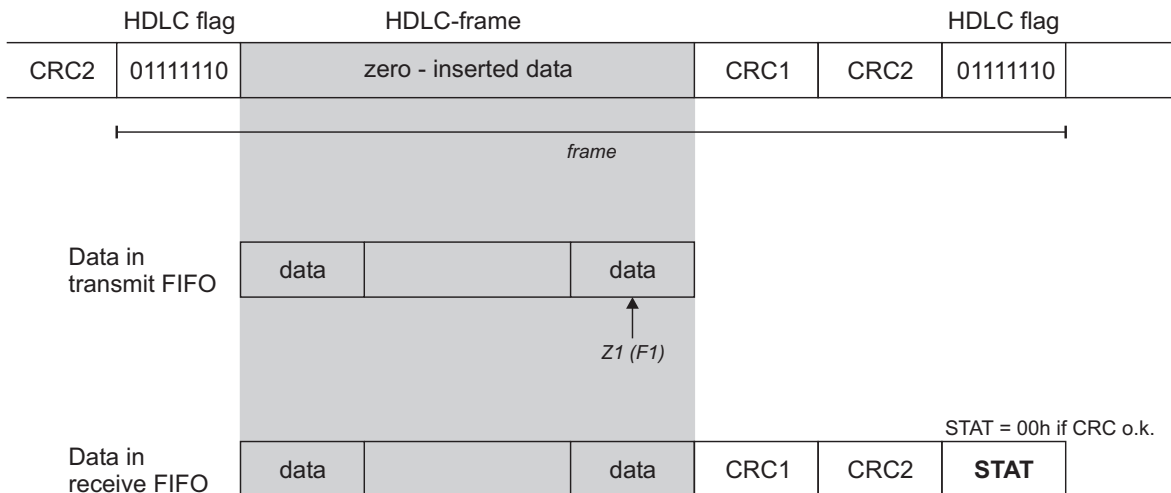 HDLC flag HDLC-frame HDLC flag
CRC2 01111110 zero - inserted data CRC1 CRC2 01111110
frame
Data in
transmit FIFO
data data
Z1 (F1)
STAT = 00h if CRC o.k.
Data in
receive FIFO
data data CRC1 CRC2 STAT